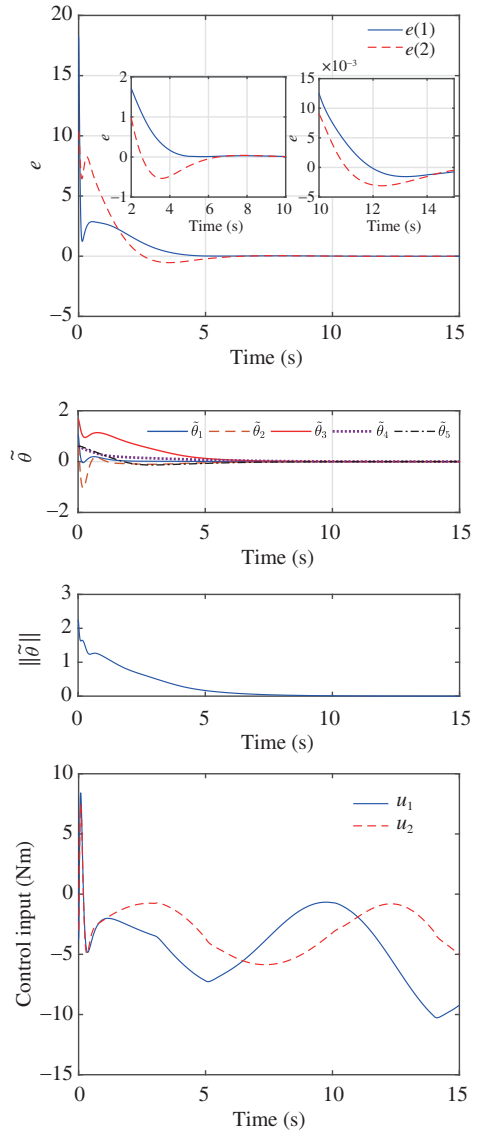 20
15
10
5
0
−5
e
e(1)
e(2)
2
1
0
−1
e
2 4 6 8 10
Time (s)
×10⁻³
15
10
5
0
−5
e
10 12 14
Time (s)
0 5 10 15
Time (s)
2
0
−2
θ̃
θ̃₁ θ̃₂ θ̃₃ θ̃₄ θ̃₅
0 5 10 15
Time (s)
3
2
1
0
||θ̃||
0 5 10 15
Time (s)
10
5
0
−5
−10
−15
Control input (Nm)
u₁
u₂
0 5 10 15
Time (s)